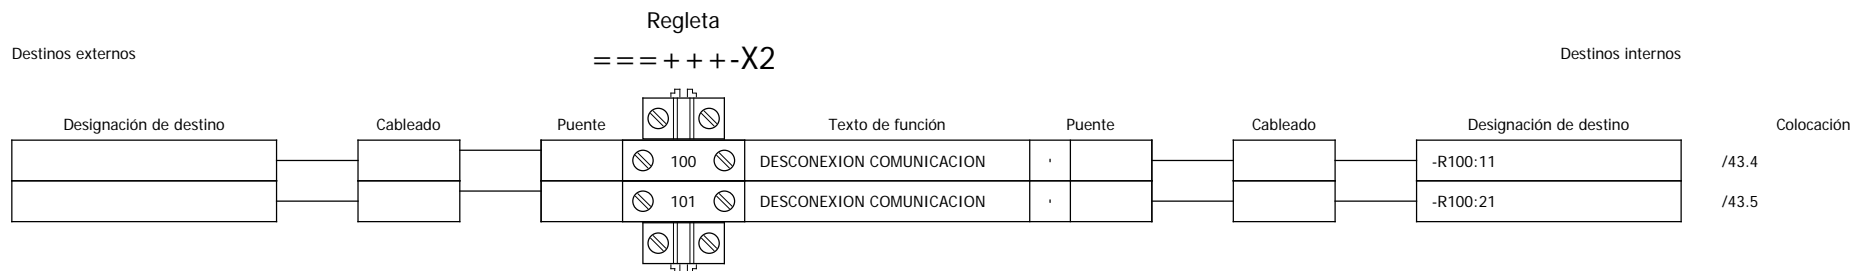 Regleta
Destinos externos
===+++-X2
Destinos internos
Designación de destino Cableado Puente Texto de función Puente Cableado Designación de destino Colocación
100 DESCONEXION COMUNICACION -R100:11 /43.4
101 DESCONEXION COMUNICACION -R100:21 /43.5